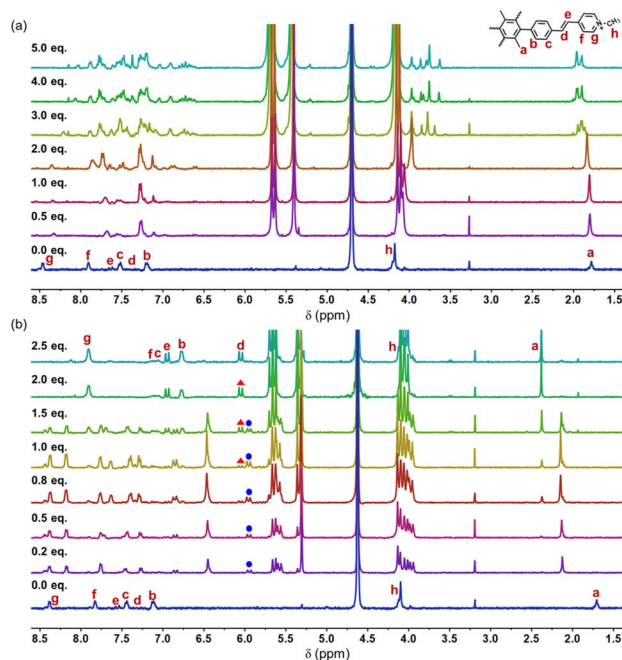 (a)
N
+
CH₃
a
b
c
d
e
f
g
h
5.0 eq.
4.0 eq.
3.0 eq.
2.0 eq.
1.0 eq.
0.5 eq.
0.0 eq.
g
f
e
c
d
b
h
a
8.5 8.0 7.5 7.0 6.5 6.0 5.5 5.0 4.5 4.0 3.5 3.0 2.5 2.0 1.5
δ (ppm)
(b)
2.5 eq.
g
f
c
e
b
d
h
a
2.0 eq.
1.5 eq.
1.0 eq.
0.8 eq.
0.5 eq.
0.2 eq.
0.0 eq.
g
f
e
c
d
b
h
a
8.5 8.0 7.5 7.0 6.5 6.0 5.5 5.0 4.5 4.0 3.5 3.0 2.5 2.0 1.5
δ (ppm)